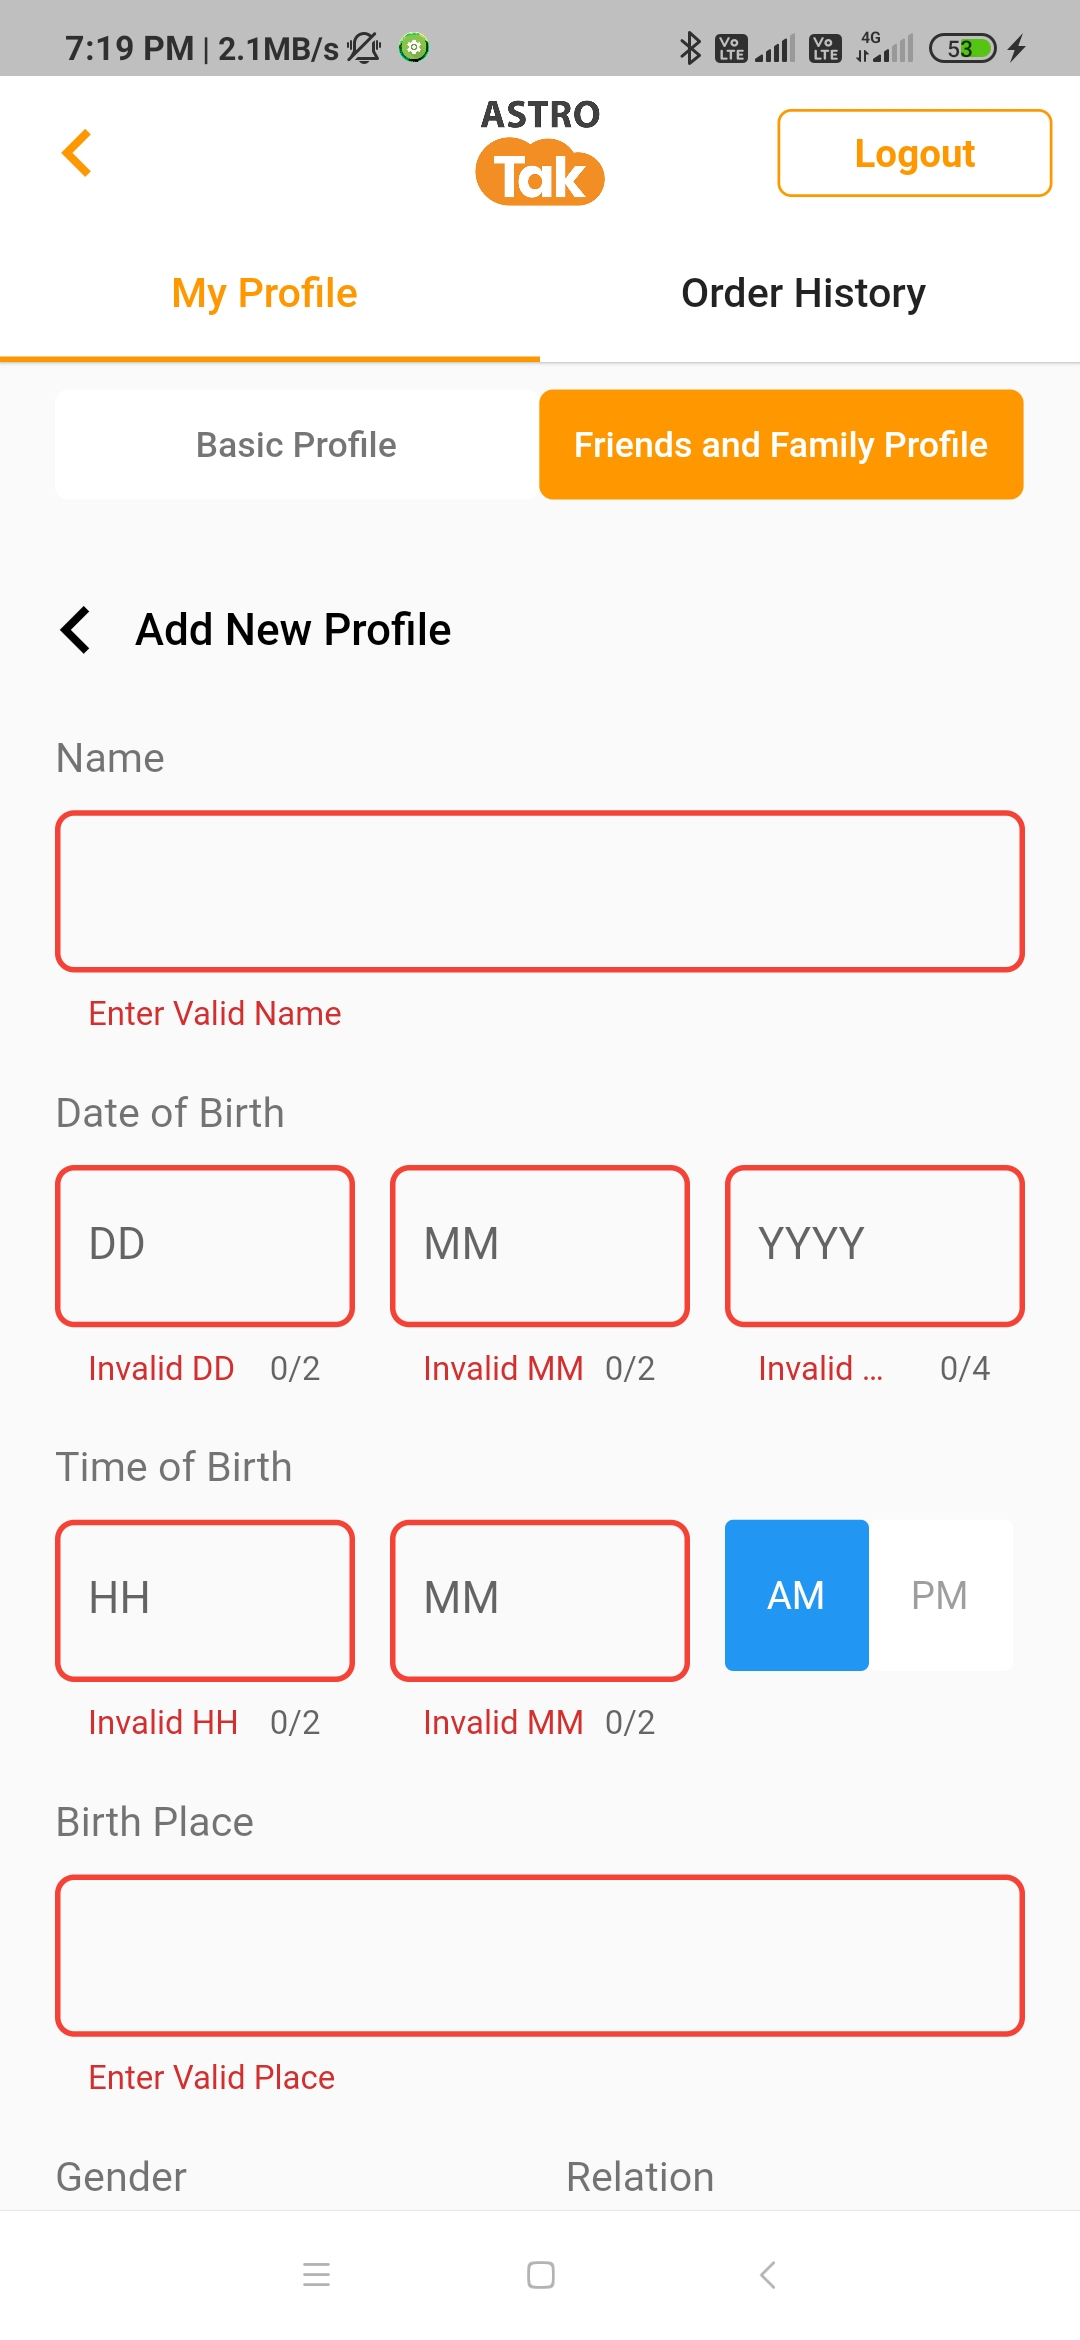 7:19 PM | 2.1MB/s Vo LTE Vo LTE 4G 53
ASTRO
Tak
Logout
My Profile Order History
Basic Profile Friends and Family Profile
Add New Profile
Name
Enter Valid Name
Date of Birth
DD MM YYYY
Invalid DD 0/2 Invalid MM 0/2 Invalid ... 0/4
Time of Birth
HH MM AM PM
Invalid HH 0/2 Invalid MM 0/2
Birth Place
Enter Valid Place
Gender Relation